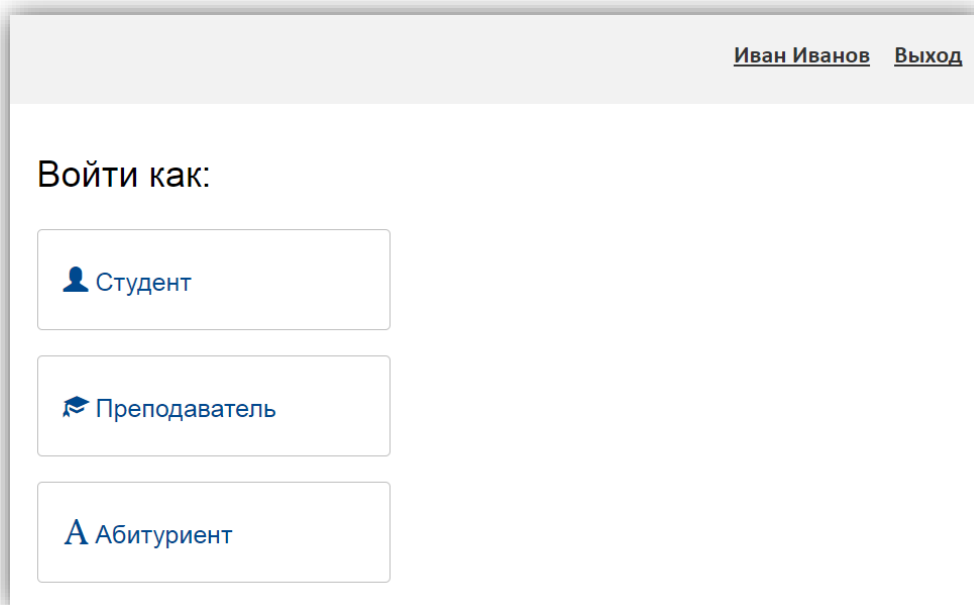 Иван Иванов Выход
Войти как:
Студент
Преподаватель
A Абитуриент